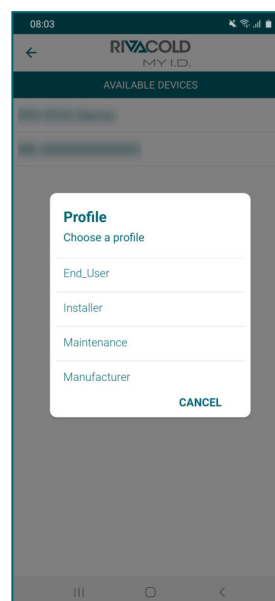 08:03
RIVACOLD
MY I.D.
AVAILABLE DEVICES
Profile
Choose a profile
End_User
Installer
Maintenance
Manufacturer
CANCEL